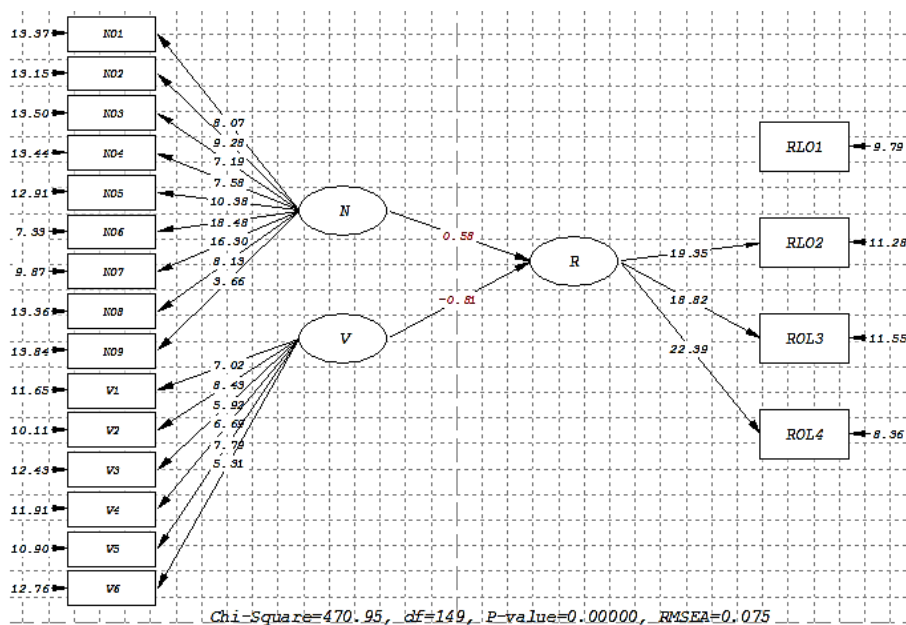 13.37 NO1
13.15 NO2
13.50 NO3
13.44 NO4
12.91 NO5
7.33 NO6
9.87 NO7
13.36 NO8
13.84 NO9
11.65 V1
10.11 V2
12.43 V3
11.91 V4
10.90 V5
12.76 V6
8.07
9.28
7.19
7.58
10.38
18.48
16.30
8.13
3.66
7.02
8.43
5.92
6.69
7.79
5.31
N
V
0.58
-0.81
R
19.35
18.82
22.39
RLO1 9.79
RLO2 11.28
ROL3 11.55
ROL4 8.36
Chi-Square=470.95, df=149, P-value=0.00000, RMSEA=0.075